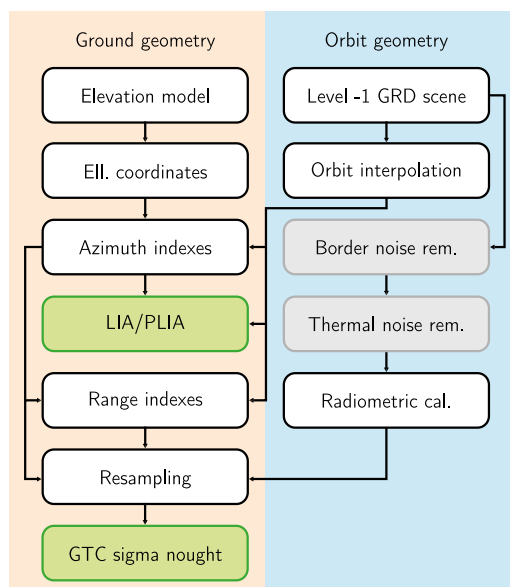 Ground geometry
Elevation model
Ell. coordinates
Azimuth indexes
LIA/PLIA
Range indexes
Resampling
GTC sigma nought
Orbit geometry
Level -1 GRD scene
Orbit interpolation
Border noise rem.
Thermal noise rem.
Radiometric cal.